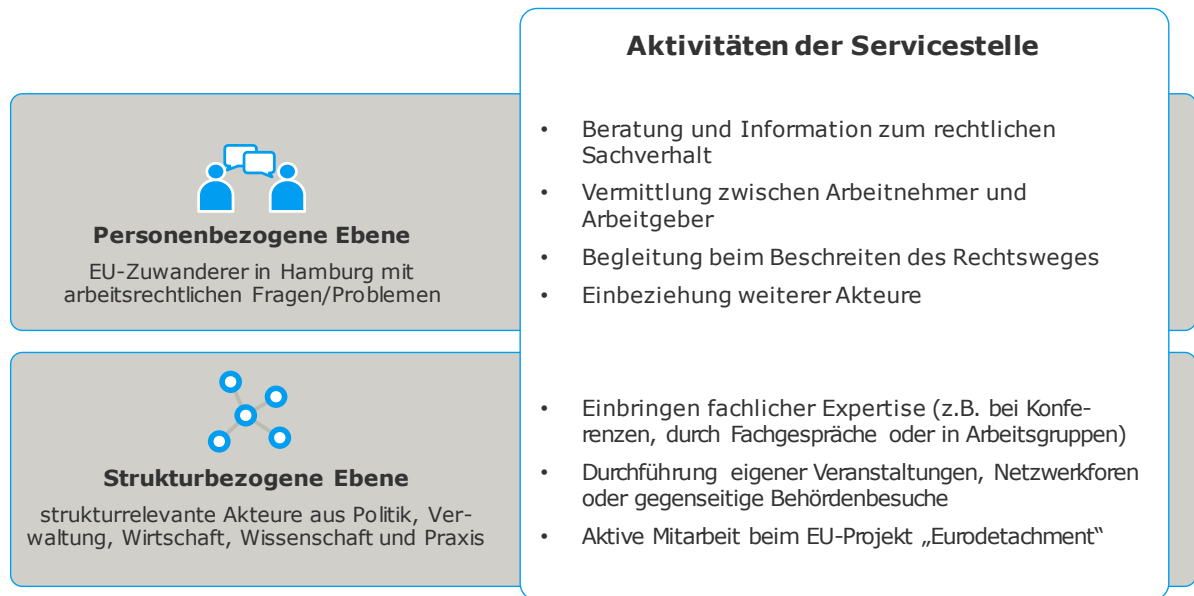 Aktivitäten der Servicestelle
Personenbezogene Ebene
EU-Zuwanderer in Hamburg mit
arbeitsrechtlichen Fragen/Problemen
• Beratung und Information zum rechtlichen
Sachverhalt
• Vermittlung zwischen Arbeitnehmer und
Arbeitgeber
• Begleitung beim Beschreiten des Rechtsweges
• Einbeziehung weiterer Akteure
Strukturbezogene Ebene
strukturrelevante Akteure aus Politik, Ver-
waltung, Wirtschaft, Wissenschaft und Praxis
• Einbringen fachlicher Expertise (z.B. bei Konfe-
renzen, durch Fachgespräche oder in Arbeitsgruppen)
• Durchführung eigener Veranstaltungen, Netzwerkforen
oder gegenseitige Behördenbesuche
• Aktive Mitarbeit beim EU-Projekt „Eurodetachment“